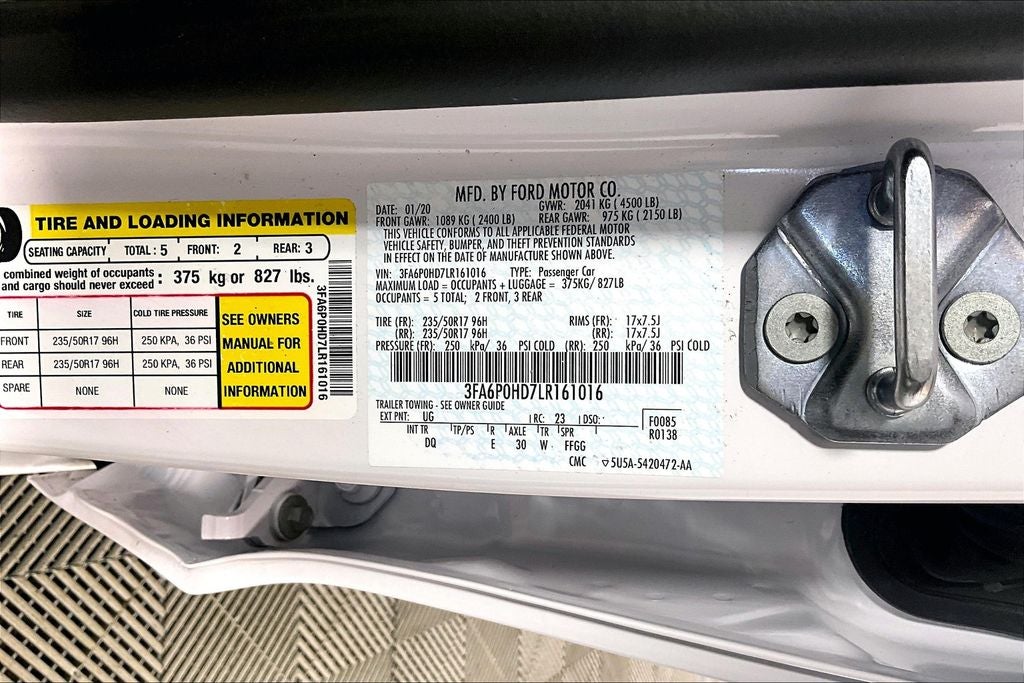 TIRE AND LOADING INFORMATION
SEATING CAPACITY TOTAL : 5 FRONT: 2 REAR: 3
combined weight of occupants
and cargo should never exceed : 375 kg or 827 lbs.
TIRE SIZE COLD TIRE PRESSURE
FRONT 235/50R17 96H 250 KPA, 36 PSI
REAR 235/50R17 96H 250 KPA, 36 PSI
SPARE NONE NONE
SEE OWNERS
MANUAL FOR
ADDITIONAL
INFORMATION
3FA6P0HD7LR161016
MFD. BY FORD MOTOR CO.
DATE: 01/20 GVWR: 2041 KG ( 4500 LB)
FRONT GAWR: 1089 KG ( 2400 LB) REAR GAWR: 975 KG ( 2150 LB)
THIS VEHICLE CONFORMS TO ALL APPLICABLE FEDERAL MOTOR
VEHICLE SAFETY, BUMPER, AND THEFT PREVENTION STANDARDS
IN EFFECT ON THE DATE OF MANUFACTURE SHOWN ABOVE.
VIN: 3FA6P0HD7LR161016 TYPE: Passenger Car
MAXIMUM LOAD = OCCUPANTS + LUGGAGE = 375KG/ 827LB
OCCUPANTS = 5 TOTAL; 2 FRONT, 3 REAR
TIRE (FR): 235/50R17 96H RIMS (FR): 17x7.5J
(RR): 235/50R17 96H (RR): 17x7.5J
PRESSURE (FR): 250 kPa/ 36 PSI COLD (RR): 250 kPa/ 36 PSI COLD
3FA6P0HD7LR161016
TRAILER TOWING - SEE OWNER GUIDE
EXT PNT: UG RC: 23 DSO: F0085
INT TR TP/PS R AXLE TR SPR R0138
DQ E 30 W FFGG
CMC ▽5U5A-5420472-AA